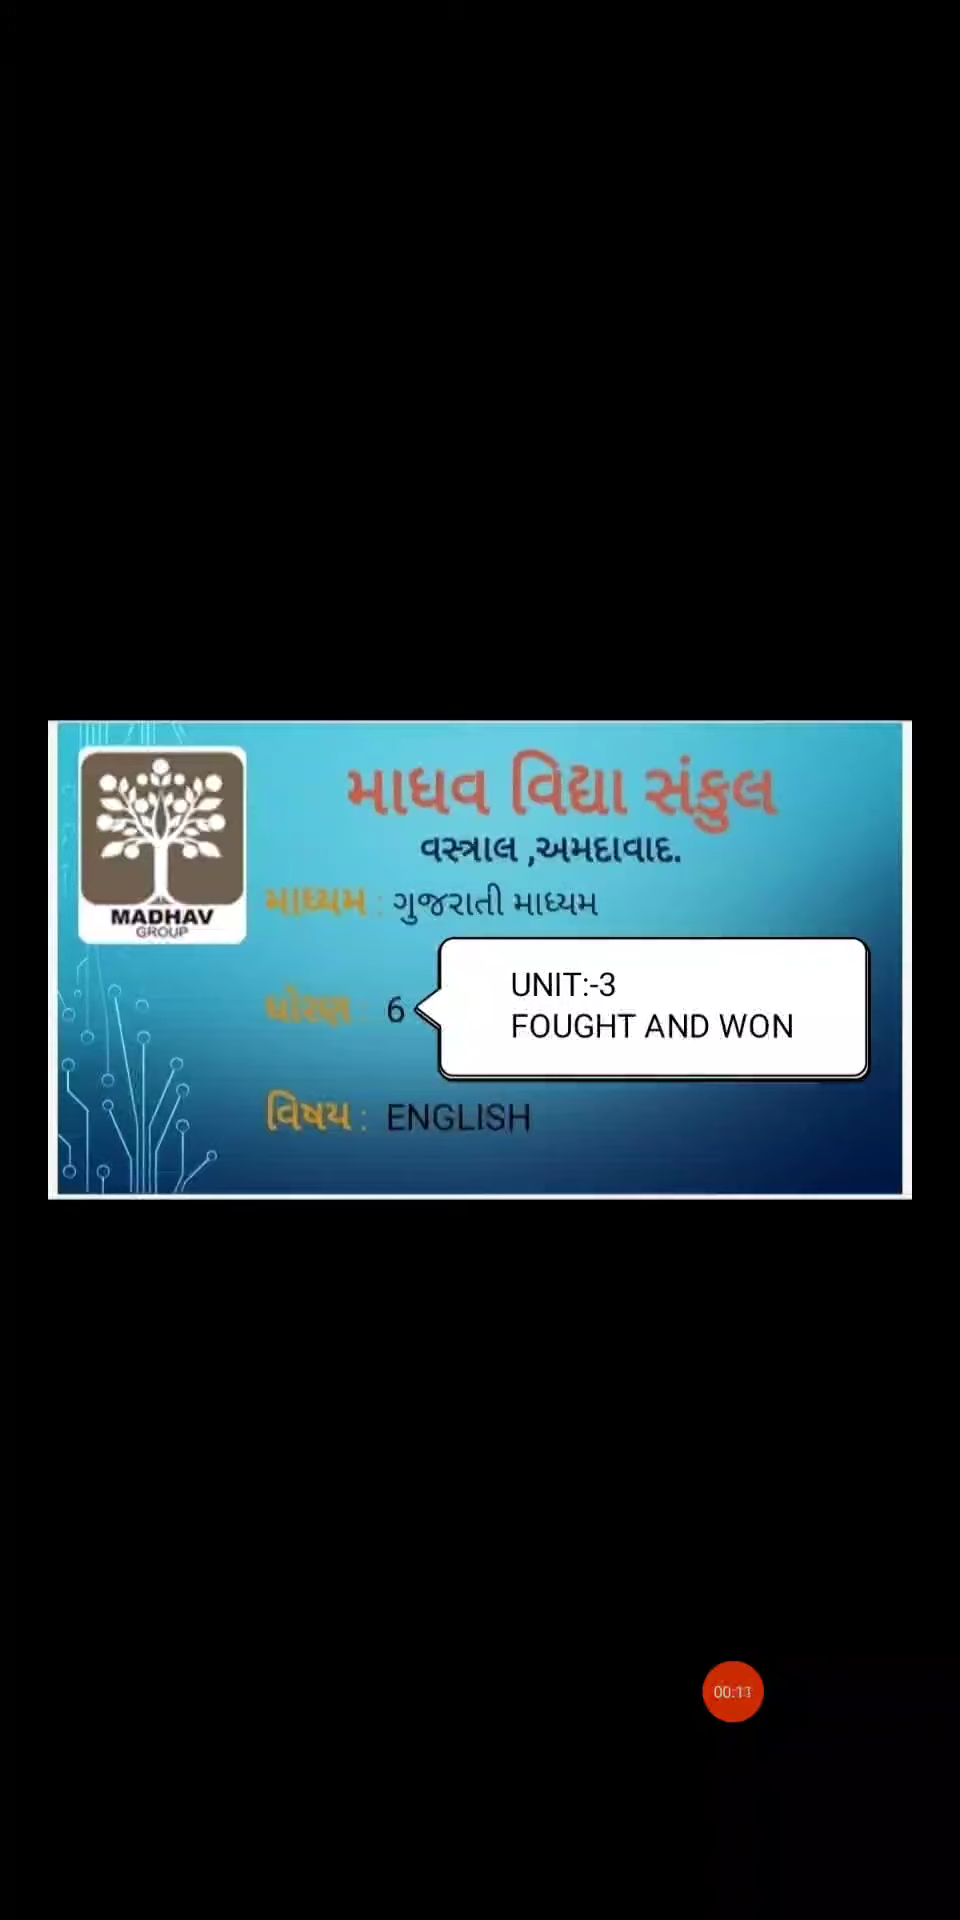 માધવ વિદ્યા સંકુલ
વસ્ત્રાલ ,અમદાવાદ.
માધ્યમ : ગુજરાતી માધ્યમ
MADHAV
GROUP
UNIT:-3
FOUGHT AND WON
ધોરણ : 6
વિષય : ENGLISH
00:11